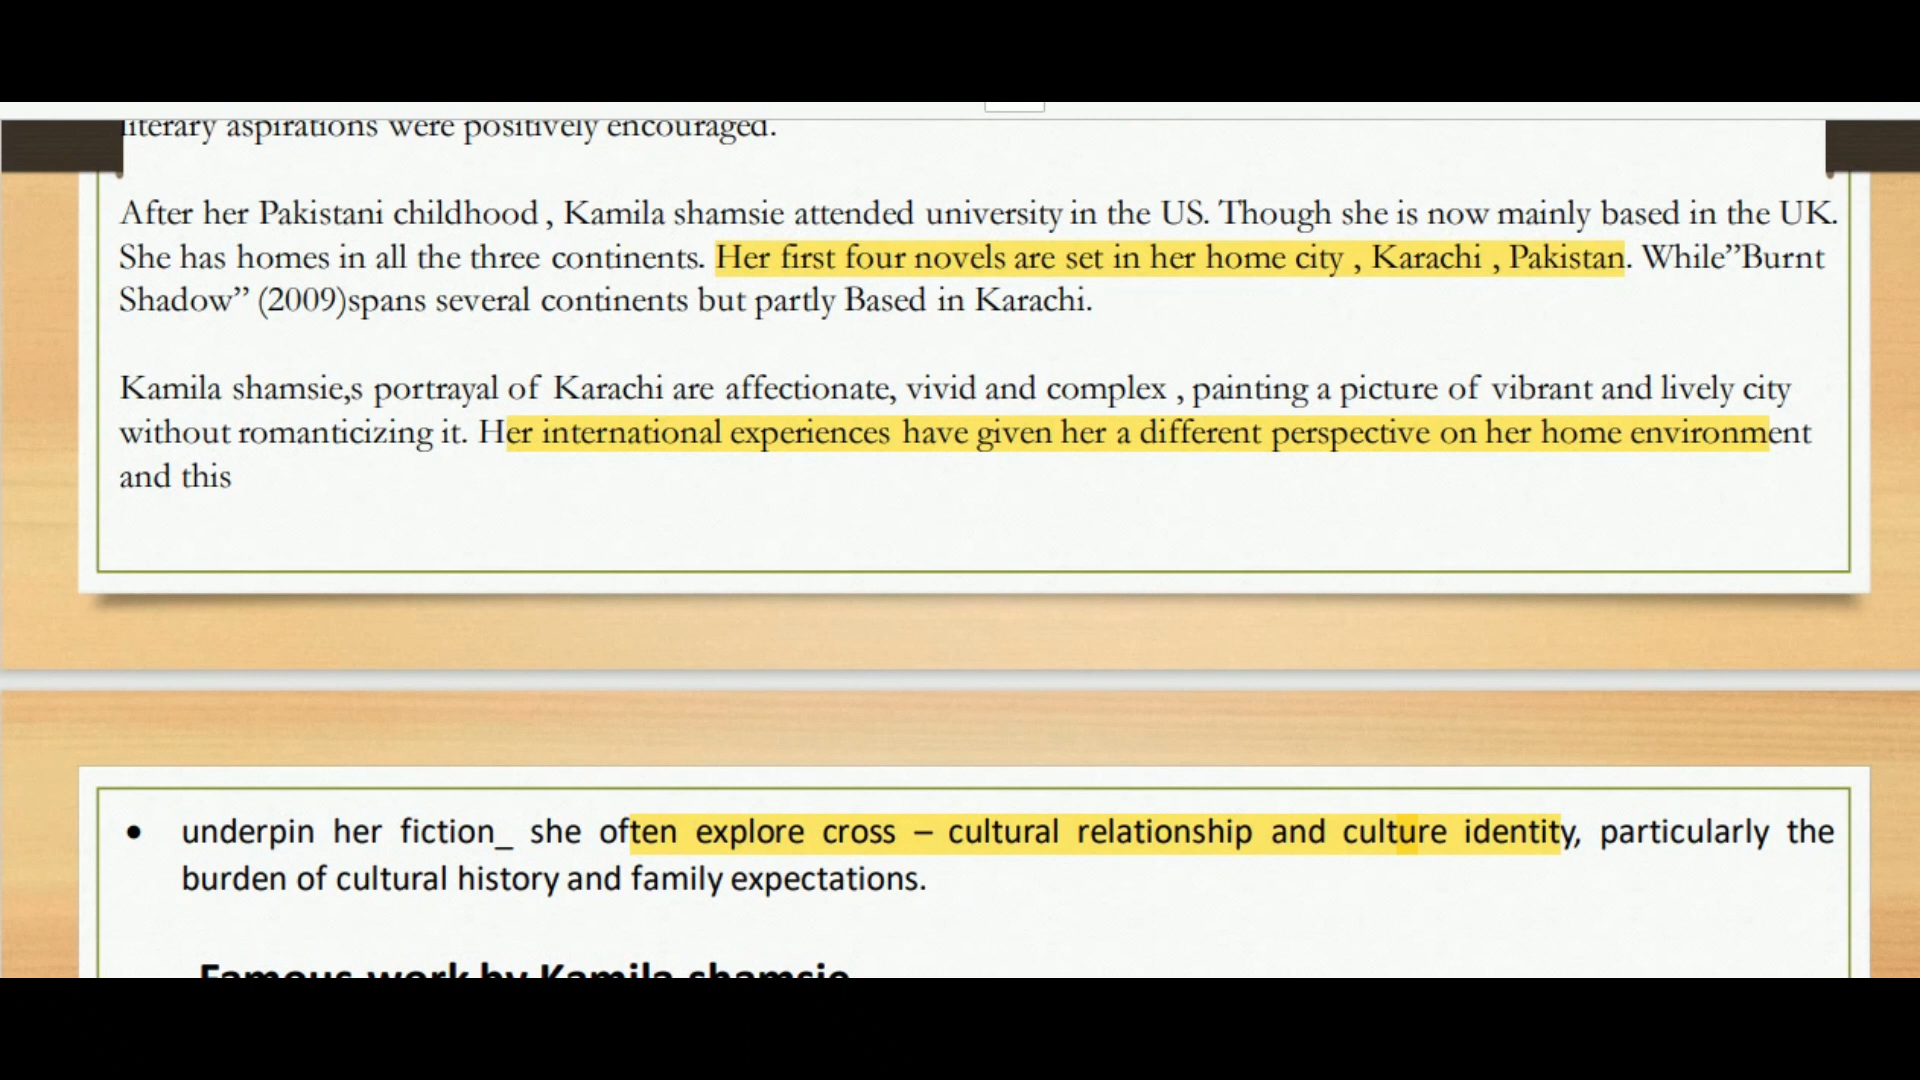 literary aspirations were positively encouraged.
After her Pakistani childhood , Kamila shamsie attended university in the US. Though she is now mainly based in the UK.
She has homes in all the three continents. Her first four novels are set in her home city , Karachi , Pakistan. While”Burnt
Shadow” (2009)spans several continents but partly Based in Karachi.
Kamila shamsie,s portrayal of Karachi are affectionate, vivid and complex , painting a picture of vibrant and lively city
without romanticizing it. Her international experiences have given her a different perspective on her home environment
and this
• underpin her fiction_ she often explore cross – cultural relationship and culture identity, particularly the
burden of cultural history and family expectations.
Famous work by Kamila shamsie